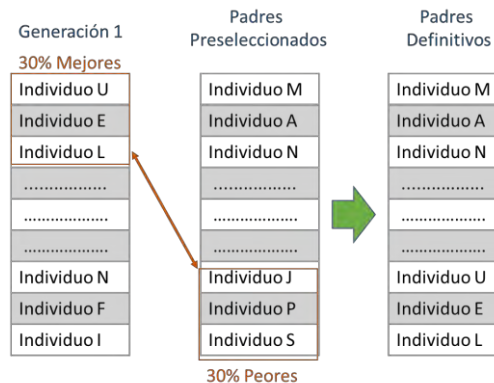 Generación 1
30% Mejores
Individuo U
Individuo E
Individuo L
................
................
................
Individuo N
Individuo F
Individuo I
Padres
Preseleccionados
Individuo M
Individuo A
Individuo N
................
................
................
Individuo J
Individuo P
Individuo S
30% Peores
Padres
Definitivos
Individuo M
Individuo A
Individuo N
................
................
................
Individuo U
Individuo E
Individuo L